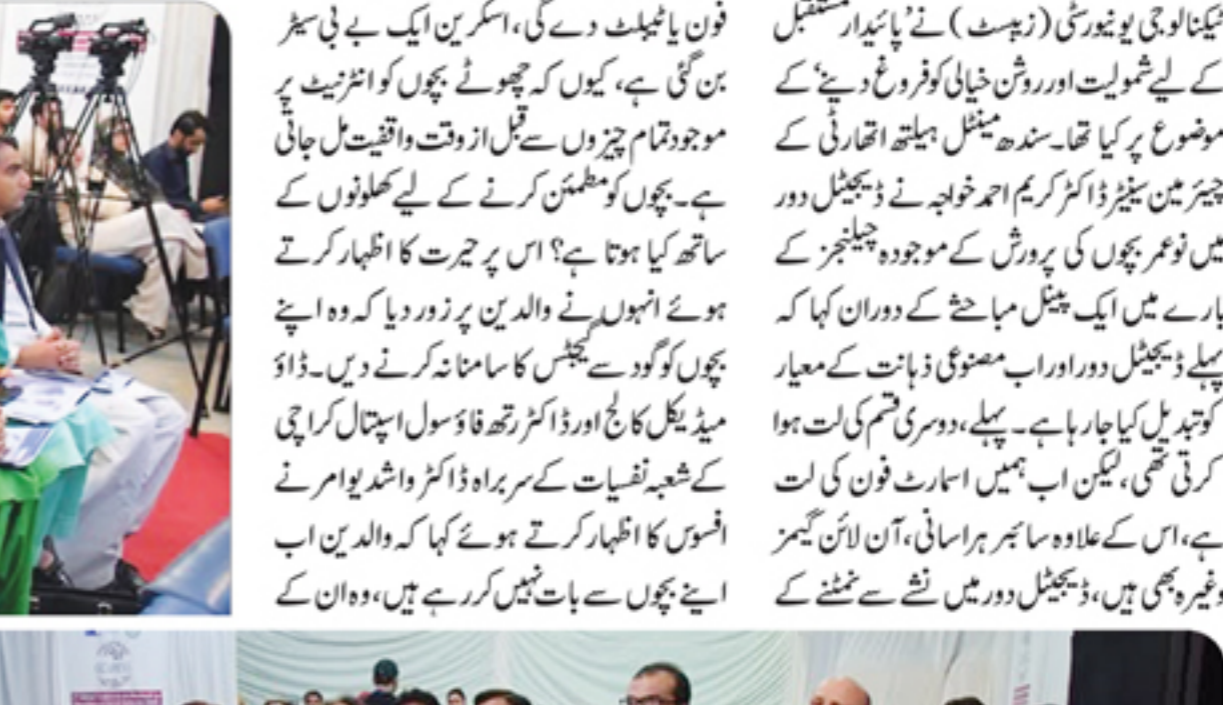 ٹیکنالوجی یونیورسٹی (زیبسٹ) نے ’پائیدار مستقبل
کے لیے شمولیت اور روشن خیالی کو فروغ دینے‘ کے
موضوع پر کیا تھا۔ سندھ مینٹل ہیلتھ اتھارٹی کے
چیئرمین سینیٹر ڈاکٹر کریم احمد خواجہ نے ڈیجیٹل دور
میں نوعمر بچوں کی پرورش کے موجودہ چیلنجز کے
بارے میں ایک پینل مباحثے کے دوران کہا کہ
پہلے ڈیجیٹل دور اور اب مصنوعی ذہانت کے معیار
کو تبدیل کیا جا رہا ہے۔ پہلے، دوسری قسم کی لت ہوا
کرتی تھی، لیکن اب ہمیں اسمارٹ فون کی لت
ہے، اس کے علاوہ سائبر ہراسانی، آن لائن گیمز
وغیرہ بھی ہیں، ڈیجیٹل دور میں نشے سے نمٹنے کے
فون یا ٹیبلٹ دے گی، اسکرین ایک بے بی سیٹر
بن گئی ہے، کیوں کہ چھوٹے بچوں کو انٹرنیٹ پر
موجود تمام چیزوں سے قبل از وقت واقفیت مل جاتی
ہے۔ بچوں کو مطمئن کرنے کے لیے کھلونوں کے
ساتھ کیا ہوتا ہے؟ اس پر حیرت کا اظہار کرتے
ہوئے انہوں نے والدین پر زور دیا کہ وہ اپنے
بچوں کو گود سے گیجٹس کا سامنا نہ کرنے دیں۔ ڈاؤ
میڈیکل کالج اور ڈاکٹر رتھ فاؤ سول اسپتال کراچی
کے شعبہ نفسیات کے سربراہ ڈاکٹر واشدیو امر نے
افسوس کا اظہار کرتے ہوئے کہا کہ والدین اب
اپنے بچوں سے بات نہیں کر رہے ہیں، وہ ان کے